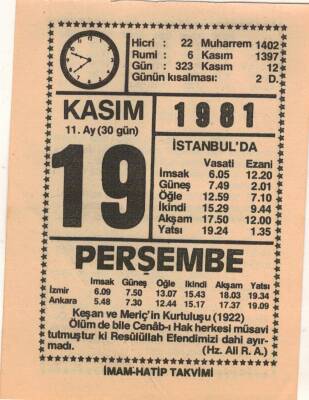 Hicri : 22 Muharrem 1402
Rumi : 6 Kasım 1397
Gün : 323 Kasım 12
Günün kısalması: 2 D.
KASIM
11. Ay (30 gün)
19
1981
İSTANBUL'DA
Vasati Ezani
İmsak 6.05 12.20
Güneş 7.49 2.01
Öğle 12.59 7.10
İkindi 15.29 9.44
Akşam 17.50 12.00
Yatsı 19.24 1.35
PERŞEMBE
İmsak Güneş Öğle İkindi Akşam Yatsı
İzmir 6.09 7.50 13.07 15.43 18.03 19.34
Ankara 5.48 7.30 12.44 15.17 17.37 19.09
Keşan ve Meriç'in Kurtuluşu (1922)
Ölüm de bile Cenâb-ı Hak herkesi müsavi
tutmuştur ki Resûlüllah Efendimizi dahi ayır-
madı. (Hz. Ali R. A.)
İMAM-HATİP TAKVİMİ